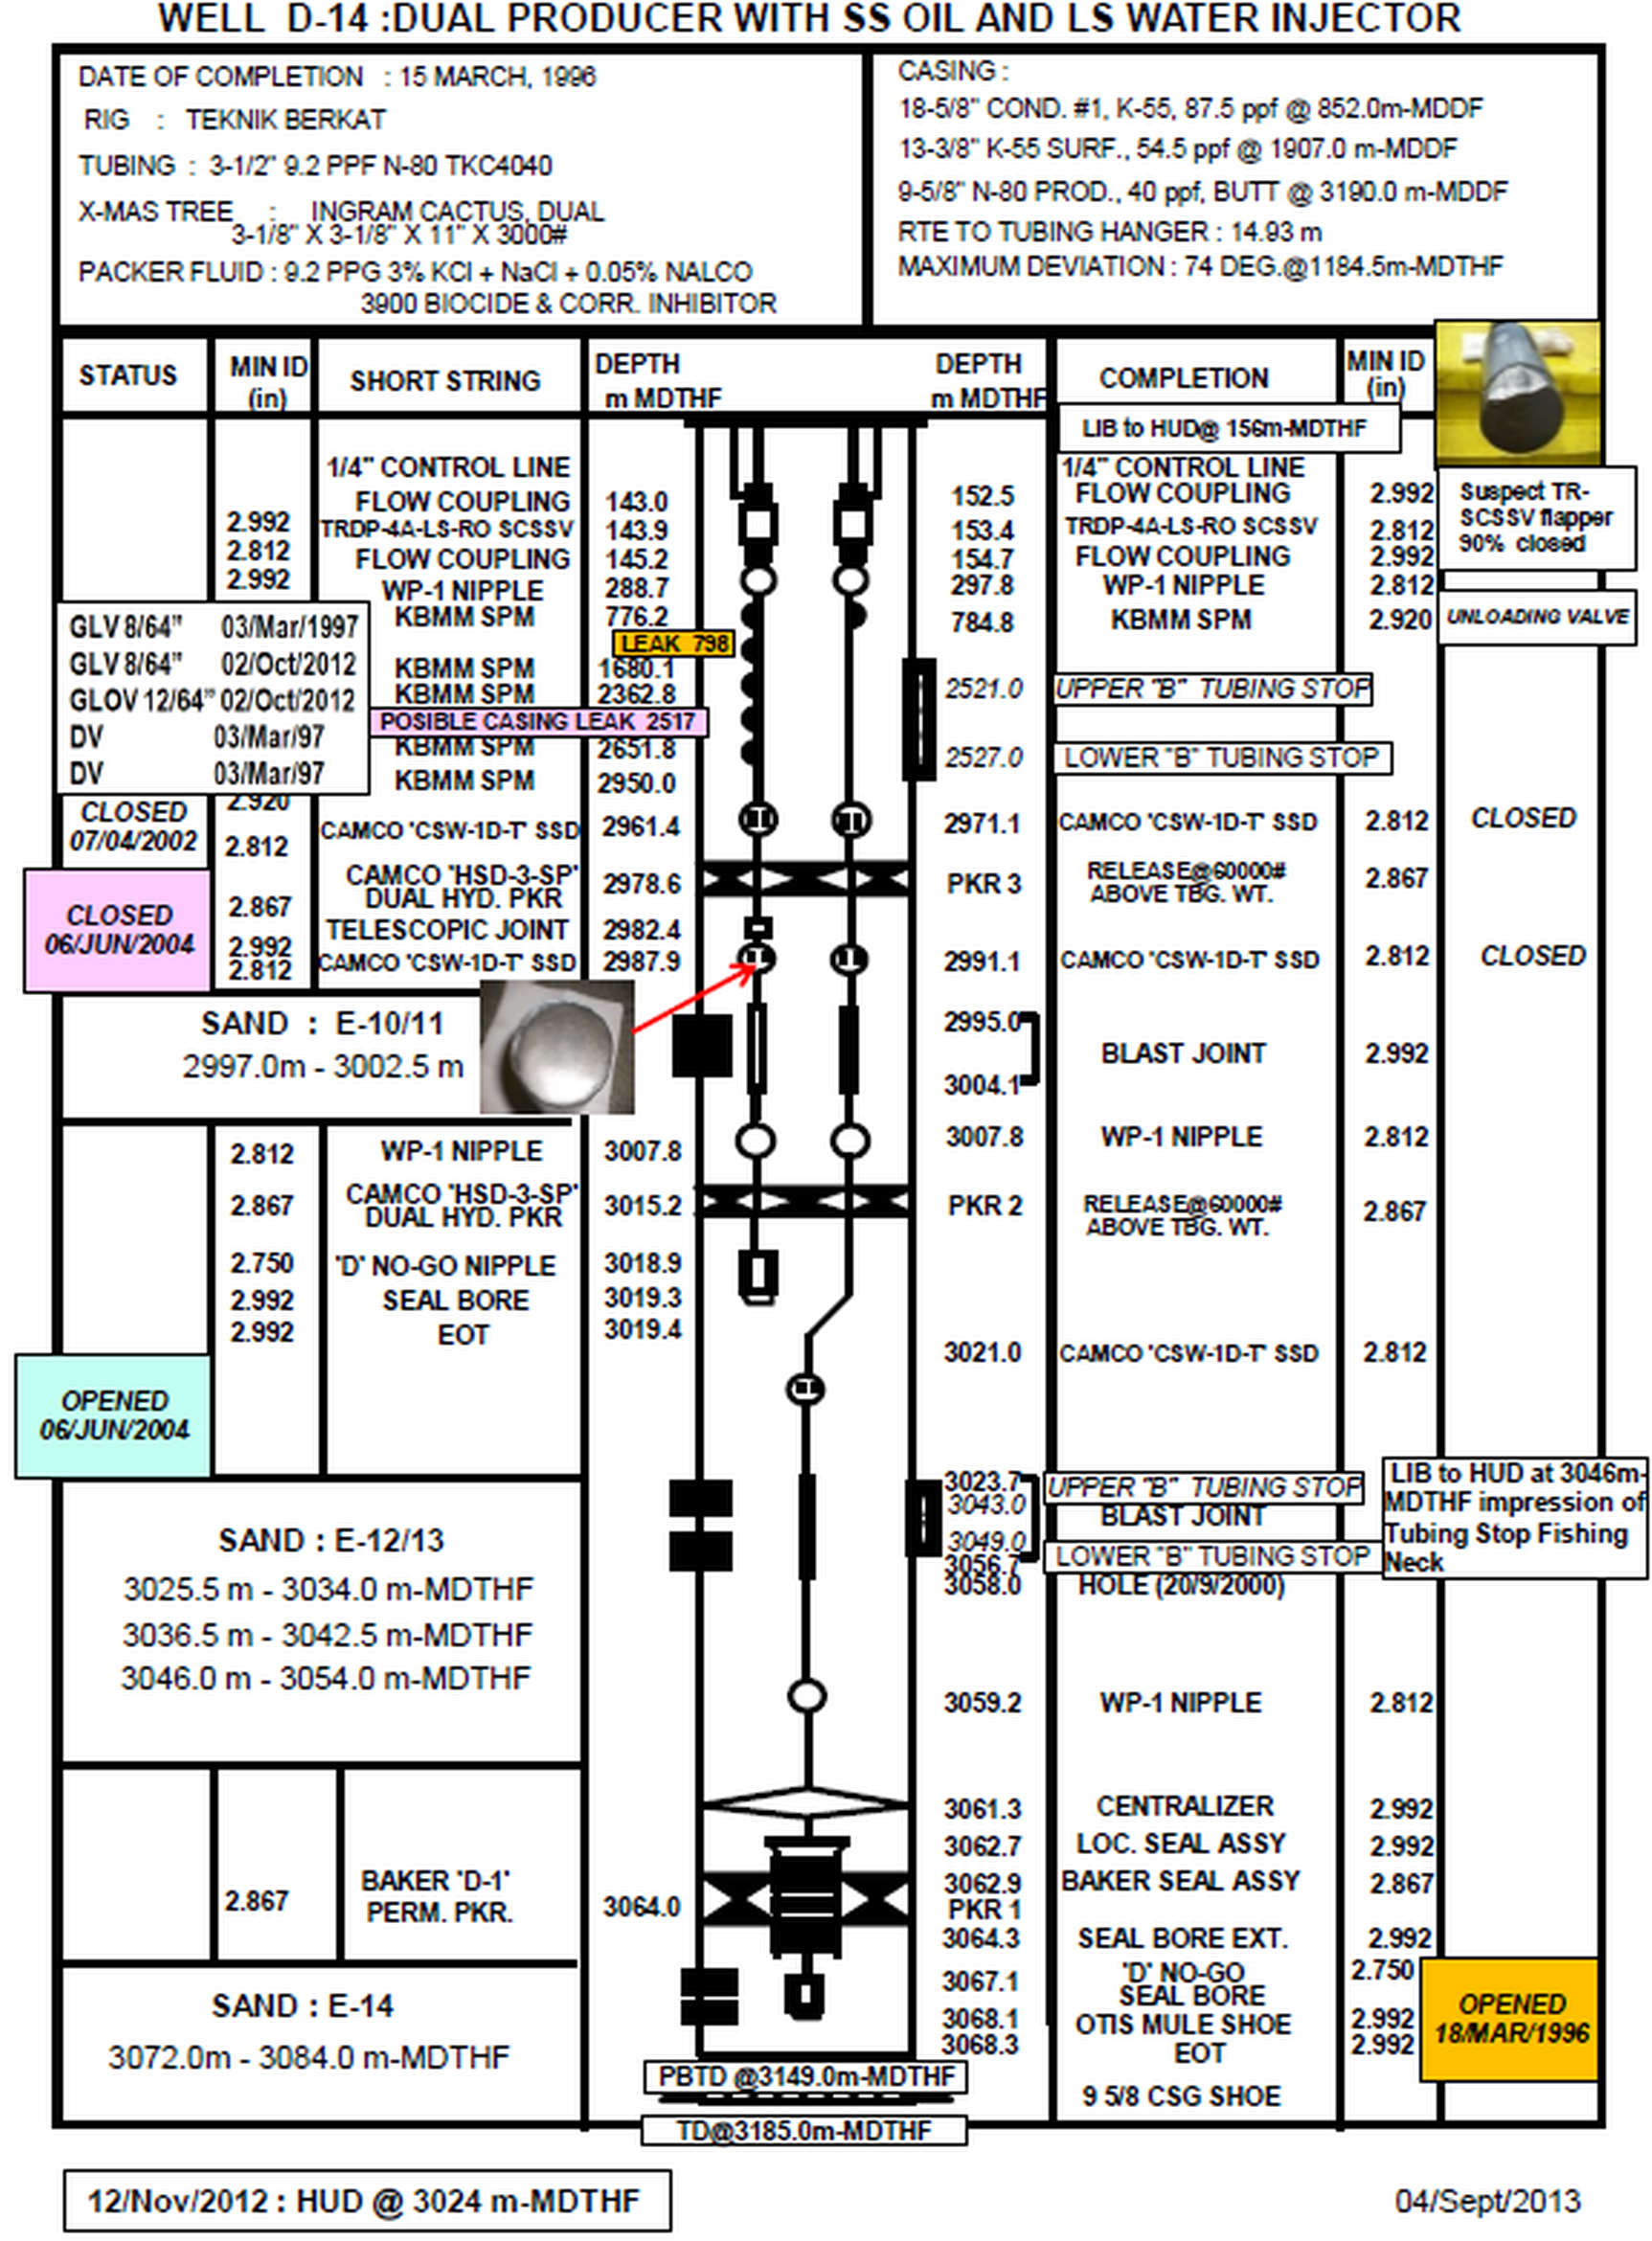 WELL D-14 :DUAL PRODUCER WITH SS OIL AND LS WATER INJECTOR
DATE OF COMPLETION : 15 MARCH, 1996
RIG : TEKNIK BERKAT
TUBING : 3-1/2" 9.2 PPF N-80 TKC4040
X-MAS TREE : INGRAM CACTUS, DUAL
3-1/8" X 3-1/8" X 11" X 3000#
PACKER FLUID : 9.2 PPG 3% KCl + NaCl + 0.05% NALCO
3900 BIOCIDE & CORR. INHIBITOR
CASING :
18-5/8" COND. #1, K-55, 87.5 ppf @ 852.0m-MDDF
13-3/8" K-55 SURF., 54.5 ppf @ 1907.0 m-MDDF
9-5/8" N-80 PROD., 40 ppf, BUTT @ 3190.0 m-MDDF
RTE TO TUBING HANGER : 14.93 m
MAXIMUM DEVIATION : 74 DEG.@1184.5m-MDTHF
STATUS MIN ID (in) SHORT STRING DEPTH m MDTHF DEPTH m MDTHF COMPLETION MIN ID (in)
LIB to HUD@ 156m-MDTHF
1/4" CONTROL LINE 1/4" CONTROL LINE
FLOW COUPLING 143.0 152.5 FLOW COUPLING 2.992
2.992 TRDP-4A-LS-RO SCSSV 143.9 153.4 TRDP-4A-LS-RO SCSSV 2.812
2.812 FLOW COUPLING 145.2 154.7 FLOW COUPLING 2.992
2.992 WP-1 NIPPLE 288.7 297.8 WP-1 NIPPLE 2.812
Suspect TR-
SCSSV flapper
90% closed
KBMM SPM 776.2 784.8 KBMM SPM 2.920 UNLOADING VALVE
GLV 8/64" 03/Mar/1997
GLV 8/64" 02/Oct/2012
GLOV 12/64" 02/Oct/2012
DV 03/Mar/97
DV 03/Mar/97
LEAK 798
KBMM SPM 1680.1
KBMM SPM 2362.8 2521.0 UPPER "B" TUBING STOP
POSIBLE CASING LEAK 2517
KBMM SPM 2651.8 2527.0 LOWER "B" TUBING STOP
KBMM SPM 2950.0
2.920
CLOSED
07/04/2002
2.812 CAMCO 'CSW-1D-T' SSD 2961.4 2971.1 CAMCO 'CSW-1D-T' SSD 2.812 CLOSED
CAMCO 'HSD-3-SP' RELEASE@60000#
2.867 DUAL HYD. PKR 2978.6 PKR 3 ABOVE TBG. WT. 2.867
CLOSED
06/JUN/2004
2.992 TELESCOPIC JOINT 2982.4
2.812 CAMCO 'CSW-1D-T' SSD 2987.9 2991.1 CAMCO 'CSW-1D-T' SSD 2.812 CLOSED
SAND : E-10/11
2997.0m - 3002.5 m
2995.0
BLAST JOINT 2.992
3004.1
2.812 WP-1 NIPPLE 3007.8 3007.8 WP-1 NIPPLE 2.812
CAMCO 'HSD-3-SP' RELEASE@60000#
2.867 DUAL HYD. PKR 3015.2 PKR 2 ABOVE TBG. WT. 2.867
2.750 'D' NO-GO NIPPLE 3018.9
2.992 SEAL BORE 3019.3
2.992 EOT 3019.4
3021.0 CAMCO 'CSW-1D-T' SSD 2.812
OPENED
06/JUN/2004
3023.7 UPPER "B" TUBING STOP
3043.0 BLAST JOINT
3049.0 LOWER "B" TUBING STOP
3056.7
3058.0 HOLE (20/9/2000)
LIB to HUD at 3046m-
MDTHF impression of
Tubing Stop Fishing
Neck
SAND : E-12/13
3025.5 m - 3034.0 m-MDTHF
3036.5 m - 3042.5 m-MDTHF
3046.0 m - 3054.0 m-MDTHF
3059.2 WP-1 NIPPLE 2.812
3061.3 CENTRALIZER 2.992
3062.7 LOC. SEAL ASSY 2.992
3062.9 BAKER SEAL ASSY 2.867
PKR 1
BAKER 'D-1'
2.867 PERM. PKR. 3064.0
3064.3 SEAL BORE EXT. 2.992
'D' NO-GO 2.750
3067.1 SEAL BORE
3068.1 OTIS MULE SHOE 2.992
3068.3 EOT 2.992
OPENED
18/MAR/1996
SAND : E-14
3072.0m - 3084.0 m-MDTHF
PBTD @3149.0m-MDTHF
9 5/8 CSG SHOE
TD@3185.0m-MDTHF
12/Nov/2012 : HUD @ 3024 m-MDTHF
04/Sept/2013